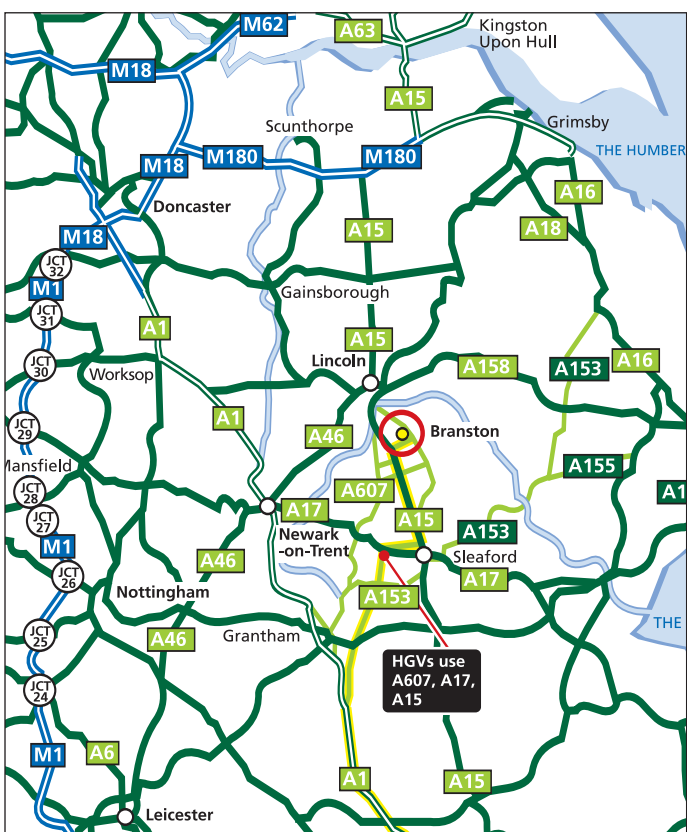 M62
A63
Kingston
Upon Hull
M18
A15
Scunthorpe
Grimsby
M18
M180
M180
THE HUMBER
A16
Doncaster
A15
A18
M18
JCT
32
M1
Gainsborough
JCT
31
A1
A15
Lincoln
A158
A153
A16
JCT
30
Worksop
A1
JCT
29
A46
Branston
Mansfield
A155
JCT
28
A607
A1
A17
A15
JCT
27
Newark
-on-Trent
A153
M1
A46
Sleaford
JCT
26
A17
Nottingham
A153
A46
Grantham
THE
JCT
25
HGVs use
A607, A17,
A15
JCT
24
M1
A6
A1
A15
Leicester